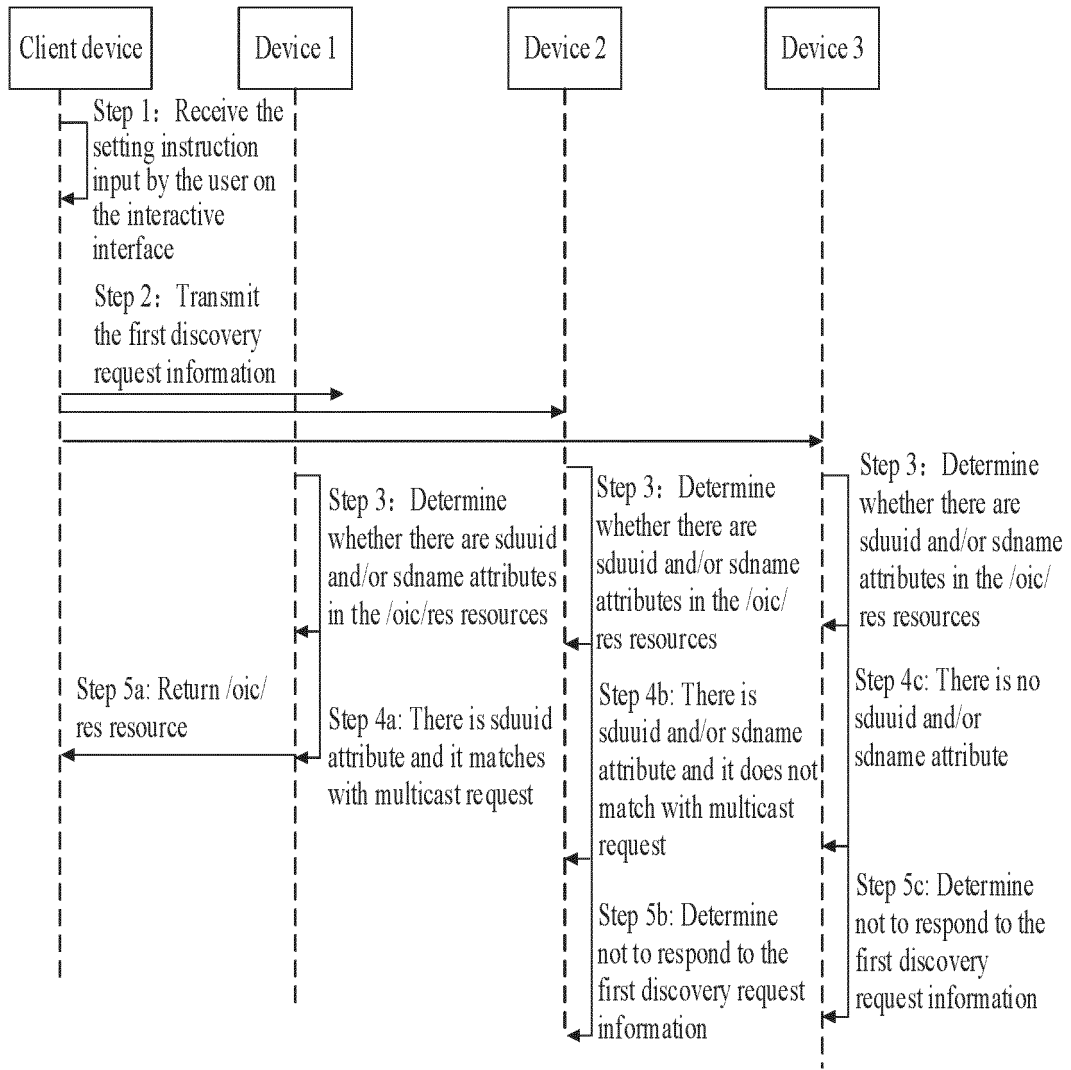 Client device
Device 1
Device 2
Device 3
Step 1：Receive the
setting instruction
input by the user on
the interactive
interface
Step 2：Transmit
the first discovery
request information
Step 3：Determine
whether there are sduuid
and/or sdname attributes
in the /oic/res resources
Step 3：Determine
whether there are
sduuid and/or sdname
attributes in the /oic/
res resources
Step 3：Determine
whether there are
sduuid and/or sdname
attributes in the /oic/
res resources
Step 5a: Return /oic/
res resource
Step 4a: There is sduuid
attribute and it matches
with multicast request
Step 4b: There is
sduuid and/or sdname
attribute and it does not
match with multicast
request
Step 4c: There is no
sduuid and/or
sdname attribute
Step 5b: Determine
not to respond to the
first discovery request
information
Step 5c: Determine
not to respond to the
first discovery
request information